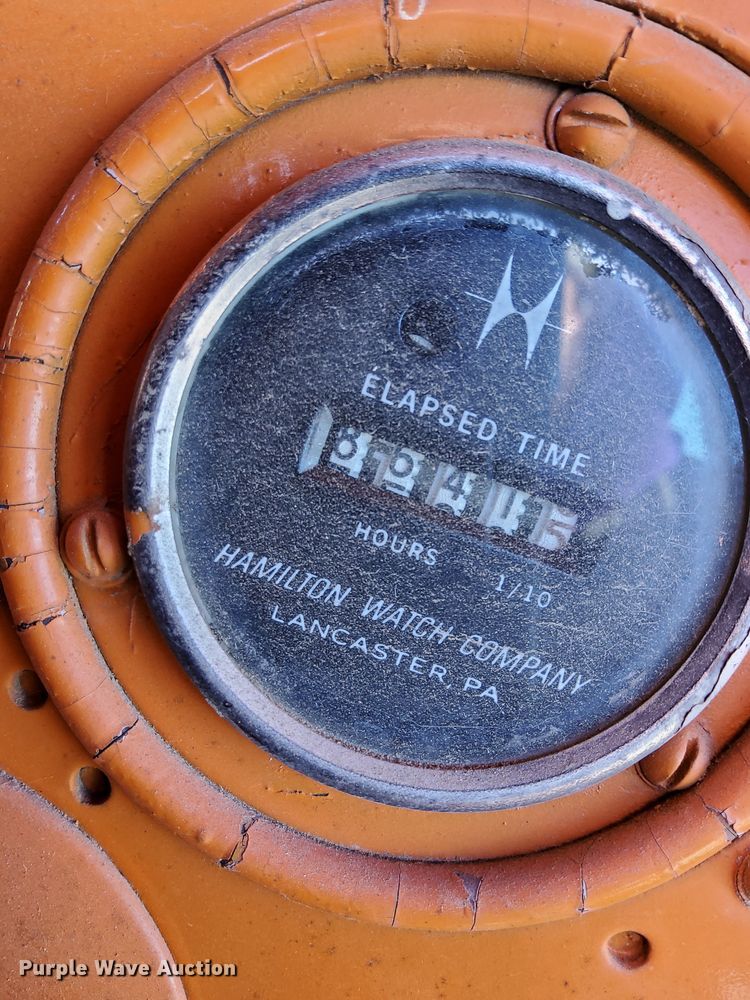 ELAPSED TIME
HOURS 1/10
HAMILTON WATCH COMPANY
LANCASTER, PA
Purple Wave Auction